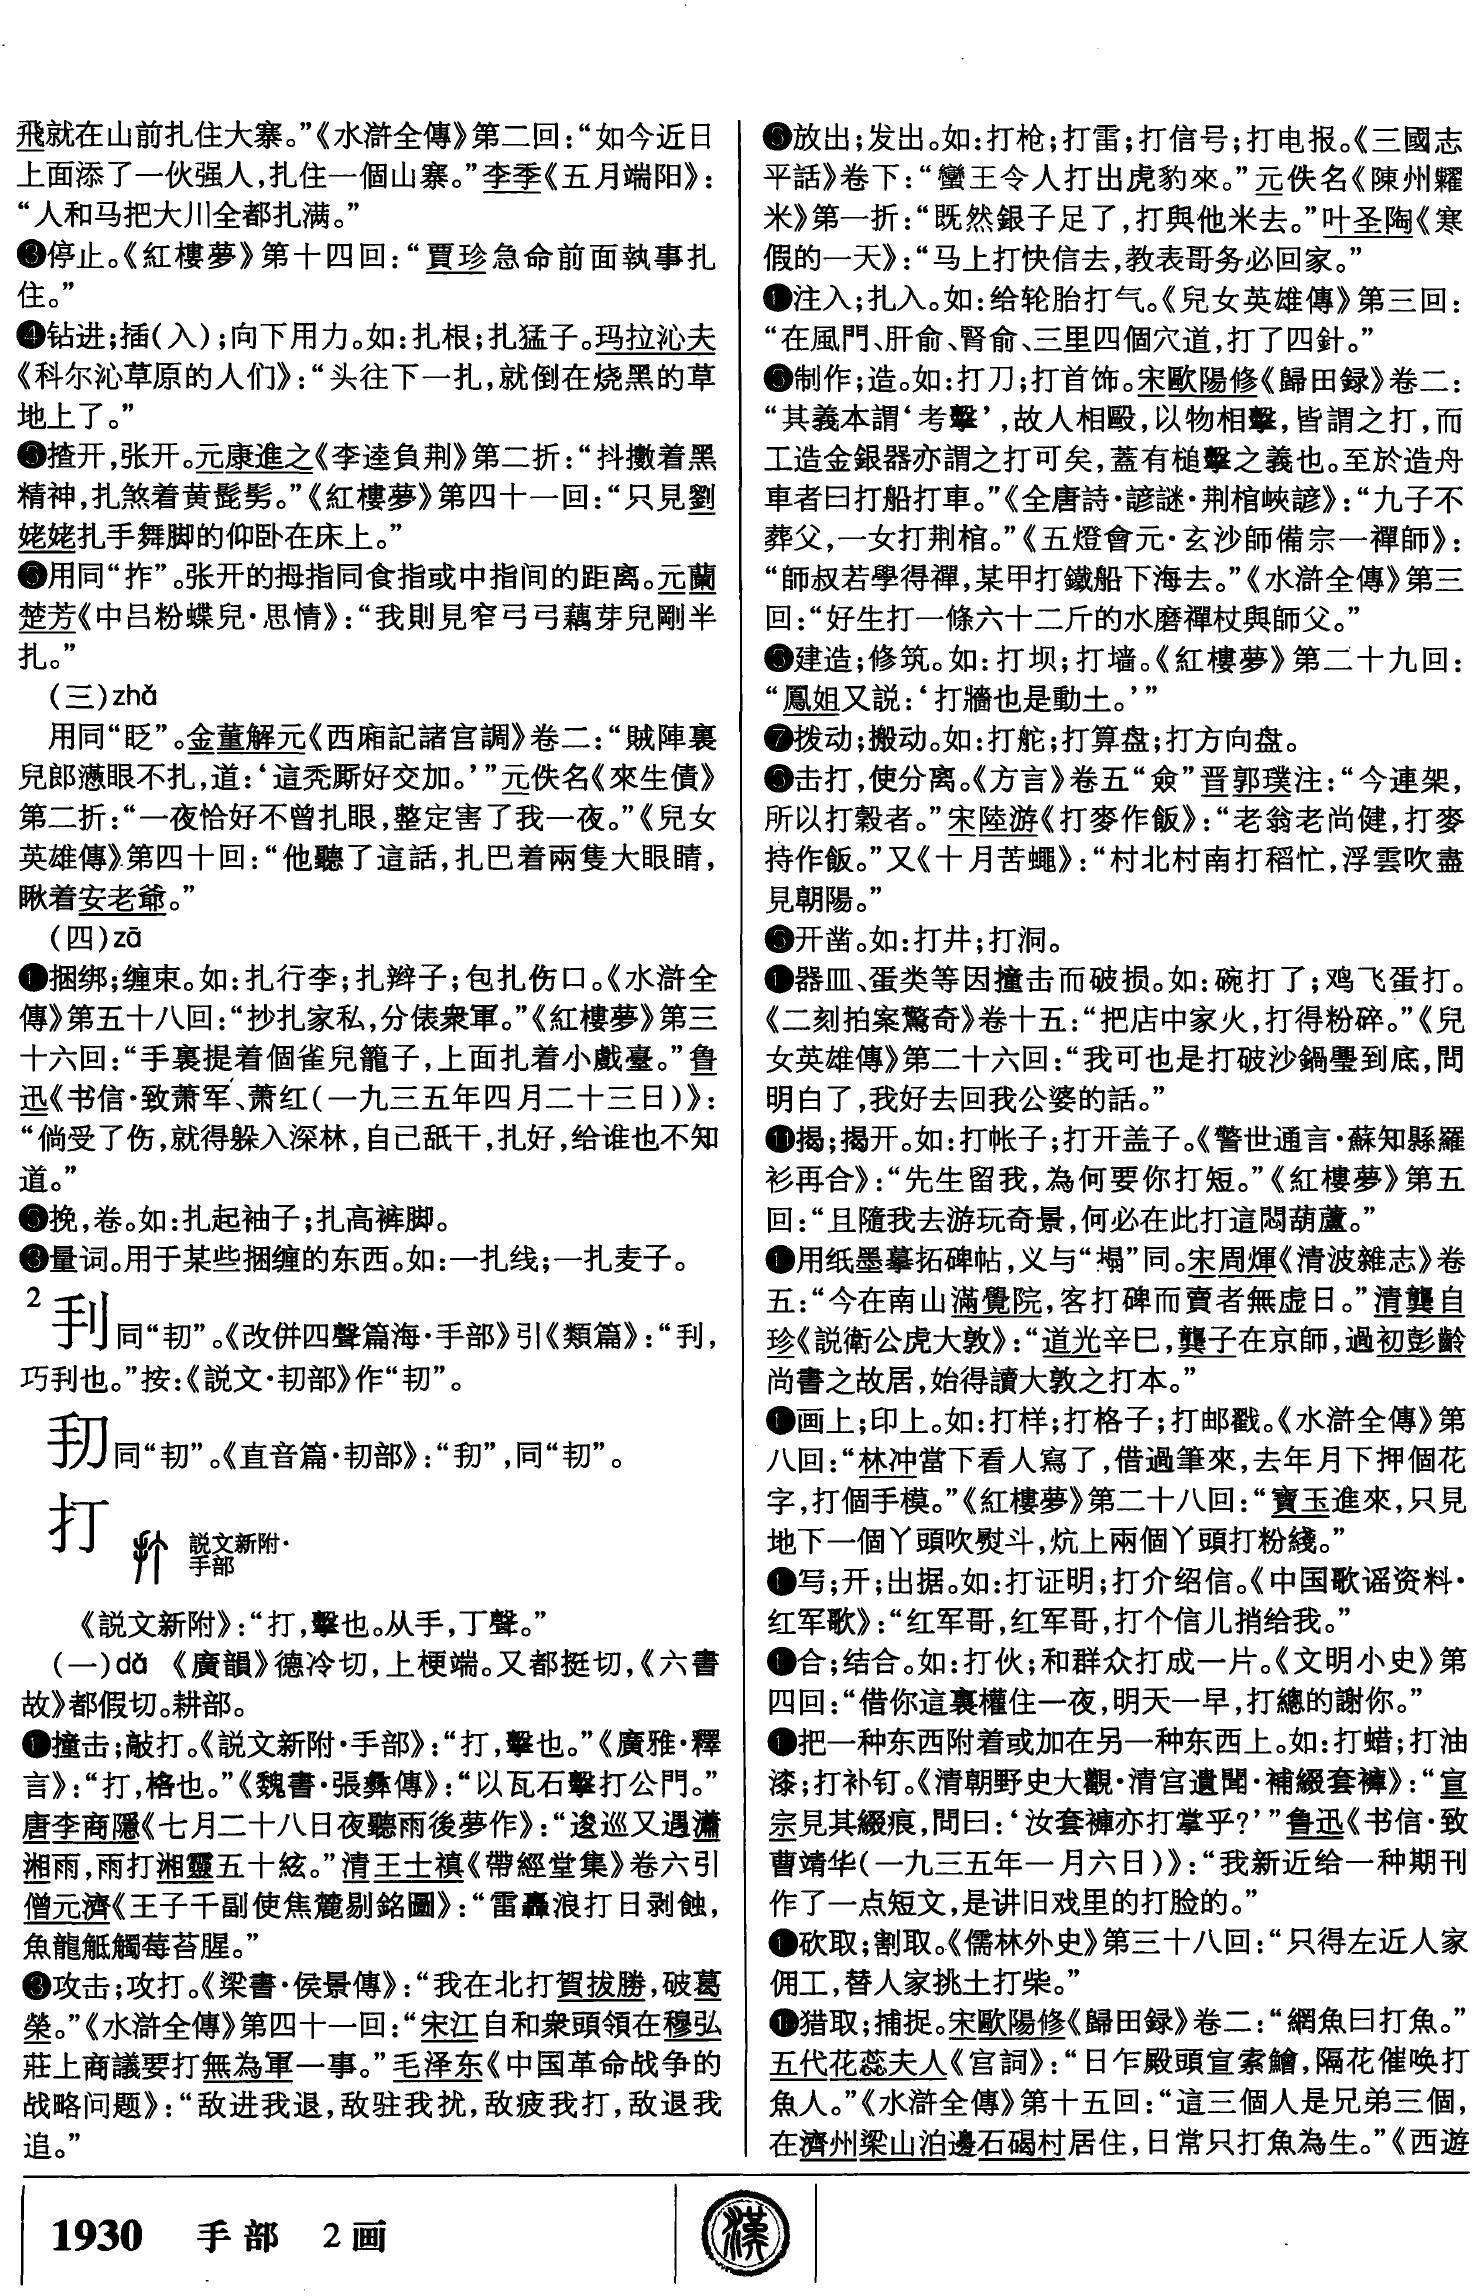 飛就在山前扎住大寨。”《水滸全傳》第二回：“如今近日
上面添了一伙强人，扎住一個山寨。”李季《五月端阳》：
“人和马把大川全都扎满。”
❸停止。《紅樓夢》第十四回：“賈珍急命前面執事扎
住。”
❹钻进；插（入）；向下用力。如：扎根；扎猛子。玛拉沁夫
《科尔沁草原的人们》：“头往下一扎，就倒在烧黑的草
地上了。”
❺揸开，张开。元康進之《李逵負荆》第二折：“抖擻着黑
精神，扎煞着黄髭髣。”《紅樓夢》第四十一回：“只見劉
姥姥扎手舞脚的仰卧在床上。”
❻用同“拃”。张开的拇指同食指或中指间的距离。元蘭
楚芳《中吕粉蝶兒·思情》：“我則見窄弓弓藕芽兒剛半
扎。”
（三）zhǎ
用同“眨”。金董解元《西廂記諸宫調》卷二：“賊陣裏
兒郎懑眼不扎，道：‘這秃厮好交加。’”元佚名《來生債》
第二折：“一夜恰好不曾扎眼，整定害了我一夜。”《兒女
英雄傳》第四十回：“他聽了這話，扎巴着兩隻大眼睛，
瞅着安老爺。”
（四）zā
❶捆绑；缠束。如：扎行李；扎辫子；包扎伤口。《水滸全
傳》第五十八回：“抄扎家私，分俵衆軍。”《紅樓夢》第三
十六回：“手裏提着個雀兒籠子，上面扎着小戲臺。”鲁
迅《书信·致萧军、萧红（一九三五年四月二十三日）》：
“倘受了伤，就得躲入深林，自己舐干，扎好，给谁也不知
道。”
❷挽，卷。如：扎起袖子；扎高裤脚。
❸量词。用于某些捆缠的东西。如：一扎线；一扎麦子。
2
刋同“㓞”。《改併四聲篇海·手部》引《類篇》：“刋，
巧刋也。”按：《説文·㓞部》作“㓞”。
㧅同“㓞”。《直音篇·㓞部》：“㧅”，同“㓞”。
打 説文新附·
手部
《説文新附》：“打，擊也。从手，丁聲。”
（一）dǎ 《廣韻》德冷切，上梗端。又都挺切，《六書
故》都假切。耕部。
❶撞击；敲打。《説文新附·手部》：“打，擊也。”《廣雅·釋
言》：“打，棓也。”《魏書·張彝傳》：“以瓦石擊打公門。”
唐李商隱《七月二十八日夜聽雨後夢作》：“逡巡又遇瀟
湘雨，雨打湘靈五十絃。”清王士禛《帶經堂集》卷六引
僧元濟《王子千副使焦麓剔銘圖》：“雷轟浪打日剥蝕，
魚龍觝觸莓苔腥。”
❷攻击；攻打。《梁書·侯景傳》：“我在北打賀拔勝，破葛
榮。”《水滸全傳》第四十一回：“宋江自和衆頭領在穆弘
莊上商議要打無為軍一事。”毛泽东《中国革命战争的
战略问题》：“敌进我退，敌驻我扰，敌疲我打，敌退我
追。”
❸放出；发出。如：打枪；打雷；打信号；打电报。《三國志
平話》卷下：“蠻王令人打出虎豹來。”元佚名《陳州糶
米》第一折：“既然銀子足了，打與他米去。”叶圣陶《寒
假的一天》：“马上打快信去，教表哥务必回家。”
❹注入；扎入。如：给轮胎打气。《兒女英雄傳》第三回：
“在風門、肝俞、腎俞、三里四個穴道，打了四針。”
❺制作；造。如：打刀；打首饰。宋歐陽修《歸田録》卷二：
“其義本謂‘考擊’，故人相毆，以物相擊，皆謂之打，而
工造金銀器亦謂之打可矣，蓋有槌擊之義也。至於造舟
車者曰打船打車。”《全唐詩·諺謎·荆棺峽諺》：“九子不
葬父，一女打荆棺。”《五燈會元·玄沙師備宗一禪師》：
“師叔若學得禪，某甲打鐵船下海去。”《水滸全傳》第三
回：“好生打一條六十二斤的水磨禪杖與師父。”
❻建造；修筑。如：打坝；打墙。《紅樓夢》第二十九回：
“鳳姐又説：‘打牆也是動土。’”
❼拨动；搬动。如：打舵；打算盘；打方向盘。
❽击打，使分离。《方言》卷五“僉”晋郭璞注：“今連架，
所以打穀者。”宋陸游《打麥作飯》：“老翁老尚健，打麥
持作飯。”又《十月苦蠅》：“村北村南打稻忙，浮雲吹盡
見朝陽。”
❾开凿。如：打井；打洞。
❿器皿、蛋类等因撞击而破损。如：碗打了；鸡飞蛋打。
《二刻拍案驚奇》卷十五：“把店中家火，打得粉碎。”《兒
女英雄傳》第二十六回：“我可也是打破沙鍋璺到底，問
明白了，我好去回我公婆的話。”
⓫揭；揭开。如：打帐子；打开盖子。《警世通言·蘇知縣羅
衫再合》：“先生留我，為何要你打短。”《紅樓夢》第五
回：“且隨我去游玩奇景，何必在此打這悶葫蘆。”
⓬用纸墨摹拓碑帖，义与“搨”同。宋周煇《清波雜志》卷
五：“今在南山滿覺院，客打碑而賣者無虚日。”清龔自
珍《説衛公虎大敦》：“道光辛巳，龔子在京師，過初彭齡
尚書之故居，始得讀大敦之打本。”
⓭画上；印上。如：打样；打格子；打邮戳。《水滸全傳》第
八回：“林冲當下看人寫了，借過筆來，去年月下押個花
字，打個手模。”《紅樓夢》第二十八回：“寶玉進來，只見
地下一個丫頭吹熨斗，炕上兩個丫頭打粉綫。”
⓮写；开；出据。如：打证明；打介绍信。《中国歌谣资料·
红军歌》：“红军哥，红军哥，打个信儿捎给我。”
⓯合；结合。如：打伙；和群众打成一片。《文明小史》第
四回：“借你這裏權住一夜，明天一早，打總的謝你。”
⓰把一种东西附着或加在另一种东西上。如：打蜡；打油
漆；打补钉。《清朝野史大觀·清宫遺聞·補綴套褲》：“宣
宗見其綴痕，問曰：‘汝套褲亦打掌乎？’”鲁迅《书信·致
曹靖华（一九三五年一月六日）》：“我新近给一种期刊
作了一点短文，是讲旧戏里的打脸的。”
⓱砍取；割取。《儒林外史》第三十八回：“只得左近人家
佣工，替人家挑土打柴。”
⓲猎取；捕捉。宋歐陽修《歸田録》卷二：“網魚曰打魚。”
五代花蕊夫人《宫詞》：“日乍殿頭宣索鱠，隔花催唤打
魚人。”《水滸全傳》第十五回：“這三個人是兄弟三個，
在濟州梁山泊邊石碣村居住，日常只打魚為生。”《西遊
1930 手部 2画
漢